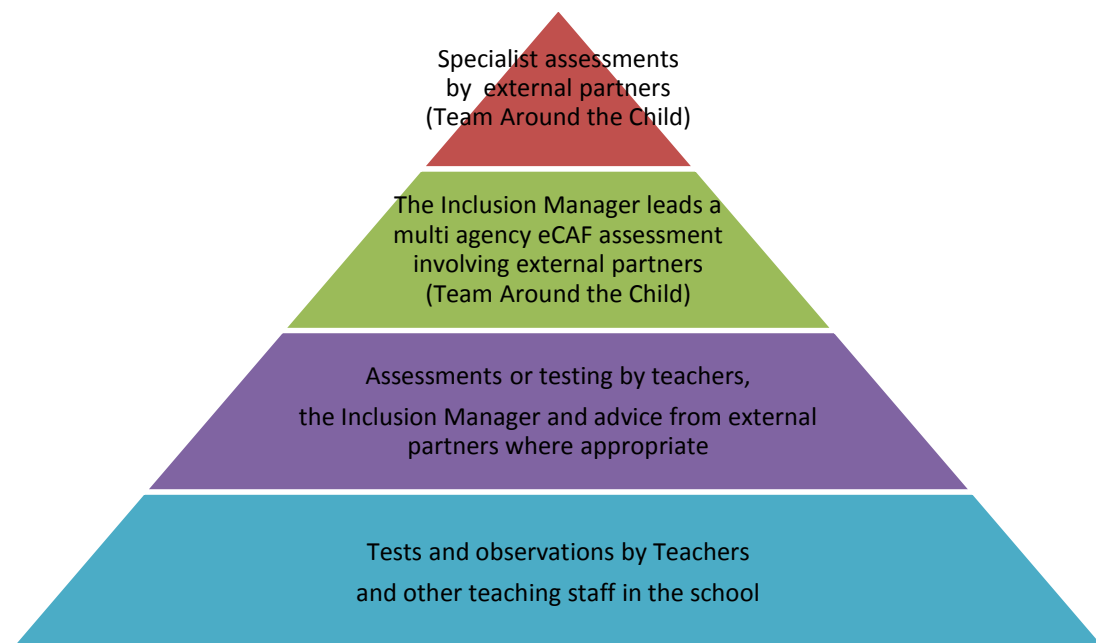 Specialist assessments
by external partners
(Team Around the Child)
The Inclusion Manager leads a
multi agency eCAF assessment
involving external partners
(Team Around the Child)
Assessments or testing by teachers,
the Inclusion Manager and advice from external
partners where appropriate
Tests and observations by Teachers
and other teaching staff in the school